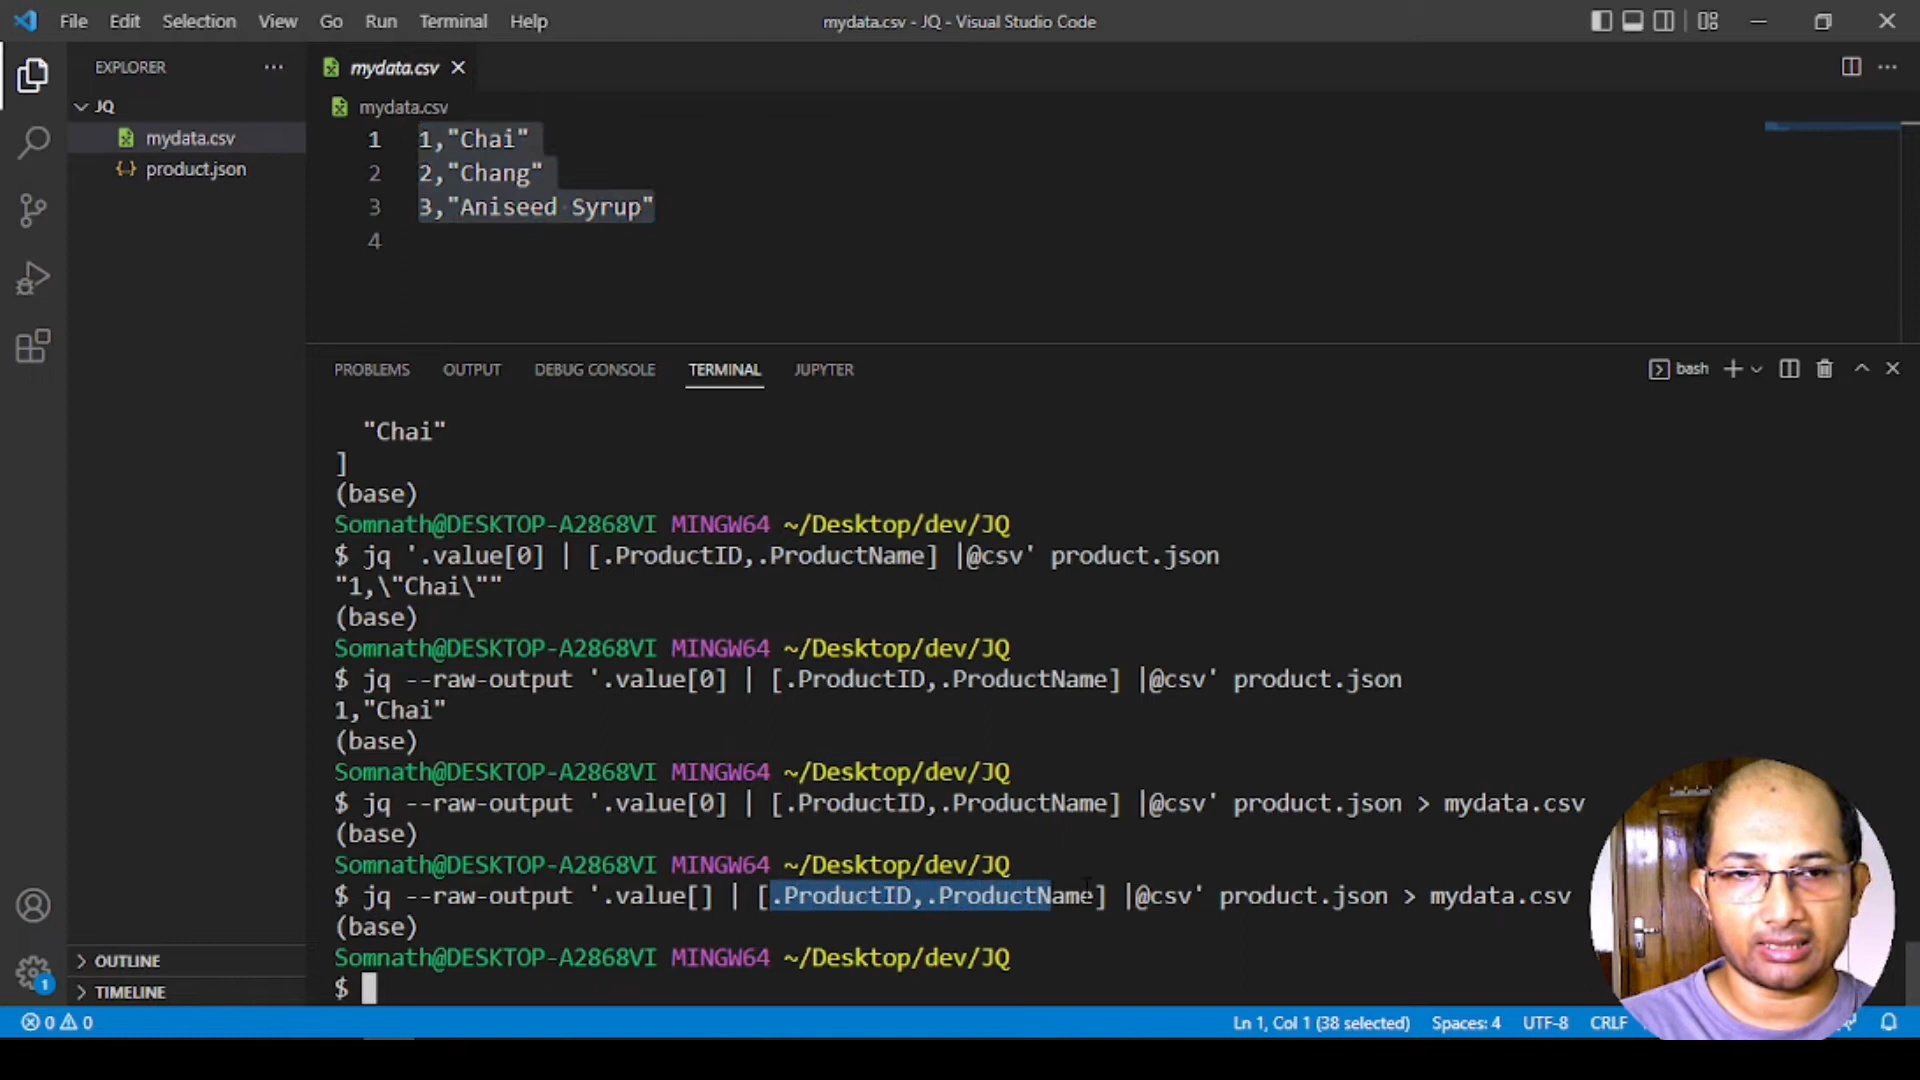 File Edit Selection View Go Run Terminal Help
mydata.csv - JQ - Visual Studio Code
EXPLORER
JQ
mydata.csv
product.json
OUTLINE
TIMELINE
1
mydata.csv
mydata.csv
1 1,"Chai"
2 2,"Chang"
3 3,"Aniseed Syrup"
4
PROBLEMS OUTPUT DEBUG CONSOLE TERMINAL JUPYTER
bash
"Chai"
]
(base)
Somnath@DESKTOP-A2868VI MINGW64 ~/Desktop/dev/JQ
$ jq '.value[0] | [.ProductID,.ProductName] |@csv' product.json
"1,\"Chai\""
(base)
Somnath@DESKTOP-A2868VI MINGW64 ~/Desktop/dev/JQ
$ jq --raw-output '.value[0] | [.ProductID,.ProductName] |@csv' product.json
1,"Chai"
(base)
Somnath@DESKTOP-A2868VI MINGW64 ~/Desktop/dev/JQ
$ jq --raw-output '.value[0] | [.ProductID,.ProductName] |@csv' product.json > mydata.csv
(base)
Somnath@DESKTOP-A2868VI MINGW64 ~/Desktop/dev/JQ
$ jq --raw-output '.value[] | [.ProductID,.ProductName] |@csv' product.json > mydata.csv
(base)
Somnath@DESKTOP-A2868VI MINGW64 ~/Desktop/dev/JQ
$
0 0
Ln 1, Col 1 (38 selected) Spaces: 4 UTF-8 CRLF